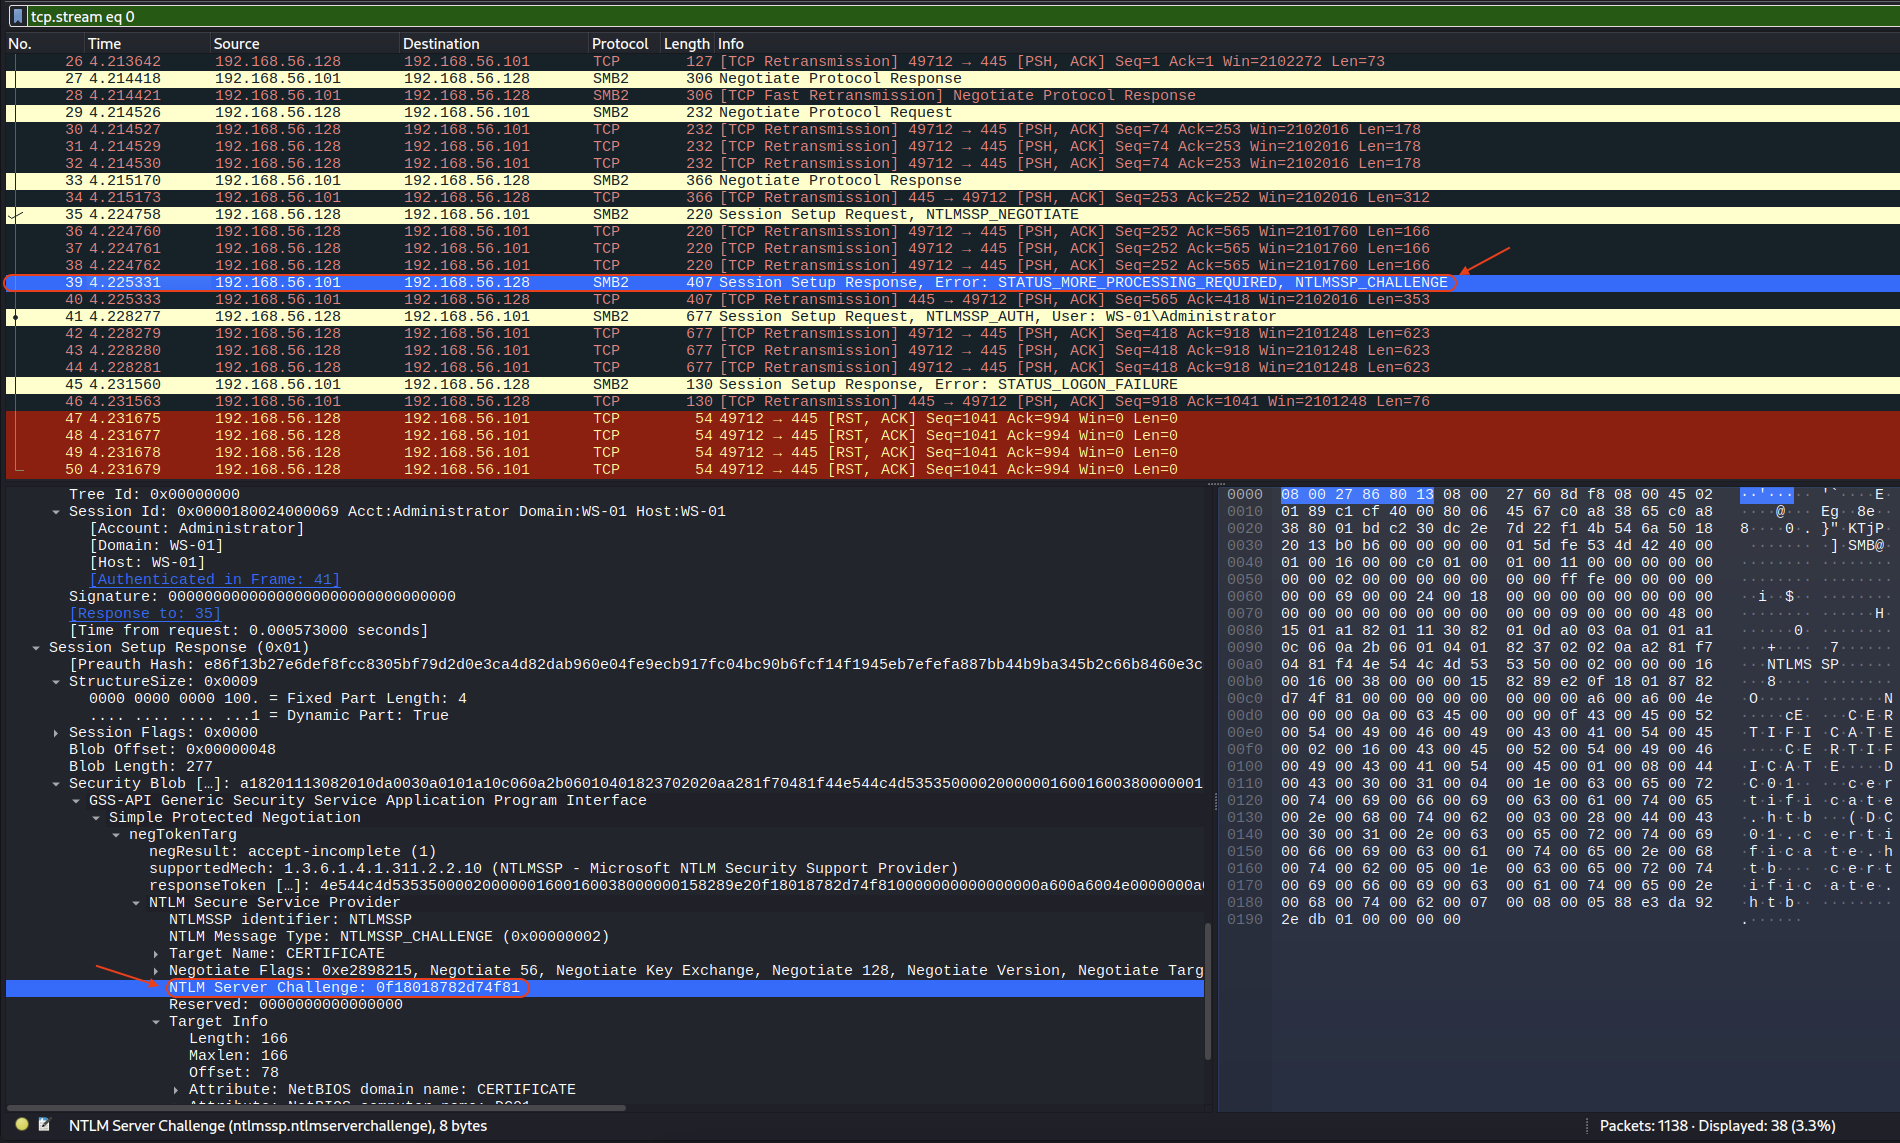 tcp.stream eq 0
No. Time Source Destination Protocol Length Info
26 4.213642 192.168.56.128 192.168.56.101 TCP 127 [TCP Retransmission] 49712 → 445 [PSH, ACK] Seq=1 Ack=1 Win=2102272 Len=73
27 4.214418 192.168.56.101 192.168.56.128 SMB2 306 Negotiate Protocol Response
28 4.214421 192.168.56.101 192.168.56.128 SMB2 306 [TCP Fast Retransmission] Negotiate Protocol Response
29 4.214526 192.168.56.128 192.168.56.101 SMB2 232 Negotiate Protocol Request
30 4.214527 192.168.56.128 192.168.56.101 TCP 232 [TCP Retransmission] 49712 → 445 [PSH, ACK] Seq=74 Ack=253 Win=2102016 Len=178
31 4.214529 192.168.56.128 192.168.56.101 TCP 232 [TCP Retransmission] 49712 → 445 [PSH, ACK] Seq=74 Ack=253 Win=2102016 Len=178
32 4.214530 192.168.56.128 192.168.56.101 TCP 232 [TCP Retransmission] 49712 → 445 [PSH, ACK] Seq=74 Ack=253 Win=2102016 Len=178
33 4.215170 192.168.56.101 192.168.56.128 SMB2 366 Negotiate Protocol Response
34 4.215173 192.168.56.101 192.168.56.128 TCP 366 [TCP Retransmission] 445 → 49712 [PSH, ACK] Seq=253 Ack=252 Win=2102016 Len=312
35 4.224758 192.168.56.128 192.168.56.101 SMB2 220 Session Setup Request, NTLMSSP_NEGOTIATE
36 4.224760 192.168.56.128 192.168.56.101 TCP 220 [TCP Retransmission] 49712 → 445 [PSH, ACK] Seq=252 Ack=565 Win=2101760 Len=166
37 4.224761 192.168.56.128 192.168.56.101 TCP 220 [TCP Retransmission] 49712 → 445 [PSH, ACK] Seq=252 Ack=565 Win=2101760 Len=166
38 4.224762 192.168.56.128 192.168.56.101 TCP 220 [TCP Retransmission] 49712 → 445 [PSH, ACK] Seq=252 Ack=565 Win=2101760 Len=166
39 4.225331 192.168.56.101 192.168.56.128 SMB2 407 Session Setup Response, Error: STATUS_MORE_PROCESSING_REQUIRED, NTLMSSP_CHALLENGE
40 4.225333 192.168.56.101 192.168.56.128 TCP 407 [TCP Retransmission] 445 → 49712 [PSH, ACK] Seq=565 Ack=418 Win=2102016 Len=353
41 4.228277 192.168.56.128 192.168.56.101 SMB2 677 Session Setup Request, NTLMSSP_AUTH, User: WS-01\Administrator
42 4.228279 192.168.56.128 192.168.56.101 TCP 677 [TCP Retransmission] 49712 → 445 [PSH, ACK] Seq=418 Ack=918 Win=2101248 Len=623
43 4.228280 192.168.56.128 192.168.56.101 TCP 677 [TCP Retransmission] 49712 → 445 [PSH, ACK] Seq=418 Ack=918 Win=2101248 Len=623
44 4.228281 192.168.56.128 192.168.56.101 TCP 677 [TCP Retransmission] 49712 → 445 [PSH, ACK] Seq=418 Ack=918 Win=2101248 Len=623
45 4.231560 192.168.56.101 192.168.56.128 SMB2 130 Session Setup Response, Error: STATUS_LOGON_FAILURE
46 4.231563 192.168.56.101 192.168.56.128 TCP 130 [TCP Retransmission] 445 → 49712 [PSH, ACK] Seq=918 Ack=1041 Win=2101248 Len=76
47 4.231675 192.168.56.128 192.168.56.101 TCP 54 49712 → 445 [RST, ACK] Seq=1041 Ack=994 Win=0 Len=0
48 4.231677 192.168.56.128 192.168.56.101 TCP 54 49712 → 445 [RST, ACK] Seq=1041 Ack=994 Win=0 Len=0
49 4.231678 192.168.56.128 192.168.56.101 TCP 54 49712 → 445 [RST, ACK] Seq=1041 Ack=994 Win=0 Len=0
50 4.231679 192.168.56.128 192.168.56.101 TCP 54 49712 → 445 [RST, ACK] Seq=1041 Ack=994 Win=0 Len=0
Tree Id: 0x00000000
Session Id: 0x0000180024000069 Acct:Administrator Domain:WS-01 Host:WS-01
[Account: Administrator]
[Domain: WS-01]
[Host: WS-01]
[Authenticated in Frame: 41]
Signature: 00000000000000000000000000000000
[Response to: 35]
[Time from request: 0.000573000 seconds]
Session Setup Response (0x01)
[Preauth Hash: e86f13b27e6def8fcc8305bf79d2d0e3ca4d82dab960e04fe9ecb917fc04bc90b6fcf14f1945eb7efefa887bb44b9ba345b2c66b8460e3c
StructureSize: 0x0009
0000 0000 0000 100. = Fixed Part Length: 4
.... .... .... ...1 = Dynamic Part: True
Session Flags: 0x0000
Blob Offset: 0x00000048
Blob Length: 277
Security Blob […]: a18201113082010da0030a0101a10c060a2b06010401823702020aa281f70481f44e544c4d5353500002000000160016003800000001
GSS-API Generic Security Service Application Program Interface
Simple Protected Negotiation
negTokenTarg
negResult: accept-incomplete (1)
supportedMech: 1.3.6.1.4.1.311.2.2.10 (NTLMSSP - Microsoft NTLM Security Support Provider)
responseToken […]: 4e544c4d53535000020000001600160038000000158289e20f18018782d74f810000000000000000a600a6004e0000000a0
NTLM Secure Service Provider
NTLMSSP identifier: NTLMSSP
NTLM Message Type: NTLMSSP_CHALLENGE (0x00000002)
Target Name: CERTIFICATE
Negotiate Flags: 0xe2898215, Negotiate 56, Negotiate Key Exchange, Negotiate 128, Negotiate Version, Negotiate Targ
NTLM Server Challenge: 0f18018782d74f81
Reserved: 0000000000000000
Target Info
Length: 166
Maxlen: 166
Offset: 78
Attribute: NetBIOS domain name: CERTIFICATE
0000 08 00 27 86 80 13 08 00 27 60 8d f8 08 00 45 02 ··'····· '`····E·
0010 01 89 c1 cf 40 00 80 06 45 67 c0 a8 38 65 c0 a8 ····@··· Eg··8e··
0020 38 80 01 bd c2 30 dc 2e 7d 22 f1 4b 54 6a 50 18 8····0·. }"·KTjP·
0030 20 13 b0 b6 00 00 00 00 01 5d fe 53 4d 42 40 00 ········ ·]·SMB@·
0040 01 00 16 00 00 c0 01 00 01 00 11 00 00 00 00 00 ········ ········
0050 00 00 02 00 00 00 00 00 00 00 ff fe 00 00 00 00 ········ ········
0060 00 00 69 00 00 24 00 18 00 00 00 00 00 00 00 00 ··i··$·· ········
0070 00 00 00 00 00 00 00 00 00 00 09 00 00 00 48 00 ········ ······H·
0080 15 01 a1 82 01 11 30 82 01 0d a0 03 0a 01 01 a1 ······0· ········
0090 0c 06 0a 2b 06 01 04 01 82 37 02 02 0a a2 81 f7 ···+···· ·7······
00a0 04 81 f4 4e 54 4c 4d 53 53 50 00 02 00 00 00 16 ···NTLMS SP······
00b0 00 16 00 38 00 00 00 15 82 89 e2 0f 18 01 87 82 ···8···· ········
00c0 d7 4f 81 00 00 00 00 00 00 00 00 a6 00 a6 00 4e ·O······ ·······N
00d0 00 00 00 0a 00 63 45 00 00 00 0f 43 00 45 00 52 ·····cE· ···C·E·R
00e0 00 54 00 49 00 46 00 49 00 43 00 41 00 54 00 45 ·T·I·F·I ·C·A·T·E
00f0 00 02 00 16 00 43 00 45 00 52 00 54 00 49 00 46 ·····C·E ·R·T·I·F
0100 00 49 00 43 00 41 00 54 00 45 00 01 00 08 00 44 ·I·C·A·T ·E·····D
0110 00 43 00 30 00 31 00 04 00 1e 00 63 00 65 00 72 ·C·0·1·· ···c·e·r
0120 00 74 00 69 00 66 00 69 00 63 00 61 00 74 00 65 ·t·i·f·i ·c·a·t·e
0130 00 2e 00 68 00 74 00 62 00 03 00 28 00 44 00 43 ·.·h·t·b ···(·D·C
0140 00 30 00 31 00 2e 00 63 00 65 00 72 00 74 00 69 ·0·1·.·c ·e·r·t·i
0150 00 66 00 69 00 63 00 61 00 74 00 65 00 2e 00 68 ·f·i·c·a ·t·e·.·h
0160 00 74 00 62 00 05 00 1e 00 63 00 65 00 72 00 74 ·t·b···· ·c·e·r·t
0170 00 69 00 66 00 69 00 63 00 61 00 74 00 65 00 2e ·i·f·i·c ·a·t·e·.
0180 00 68 00 74 00 62 00 07 00 08 00 05 88 e3 da 92 ·h·t·b·· ········
0190 2e db 01 00 00 00 00 .······
NTLM Server Challenge (ntlmssp.ntlmserverchallenge), 8 bytes
Packets: 1138 · Displayed: 38 (3.3%)